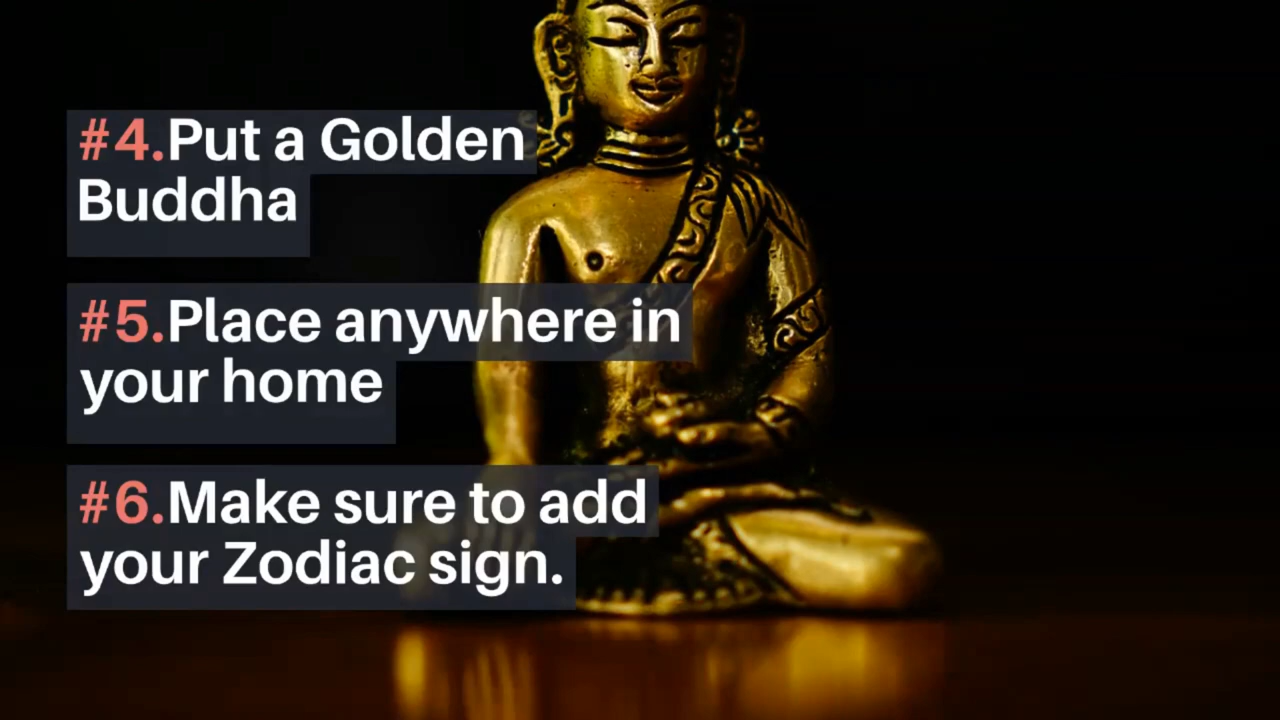 #4.Put a Golden
Buddha
#5.Place anywhere in
your home
#6.Make sure to add
your Zodiac sign.